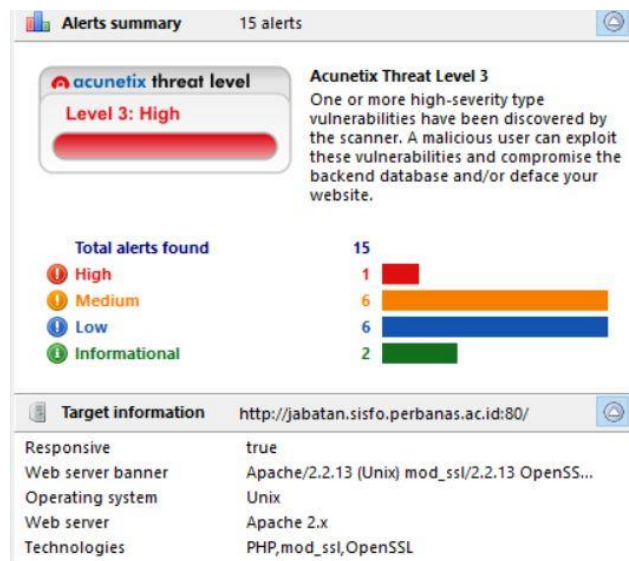 Alerts summary 15 alerts
acunetix threat level
Level 3: High
Acunetix Threat Level 3
One or more high-severity type
vulnerabilities have been discovered by
the scanner. A malicious user can exploit
these vulnerabilities and compromise the
backend database and/or deface your
website.
Total alerts found 15
High 1
Medium 6
Low 6
Informational 2
Target information http://jabatan.sisfo.perbanas.ac.id:80/
Responsive true
Web server banner Apache/2.2.13 (Unix) mod_ssl/2.2.13 OpenSS...
Operating system Unix
Web server Apache 2.x
Technologies PHP,mod_ssl,OpenSSL